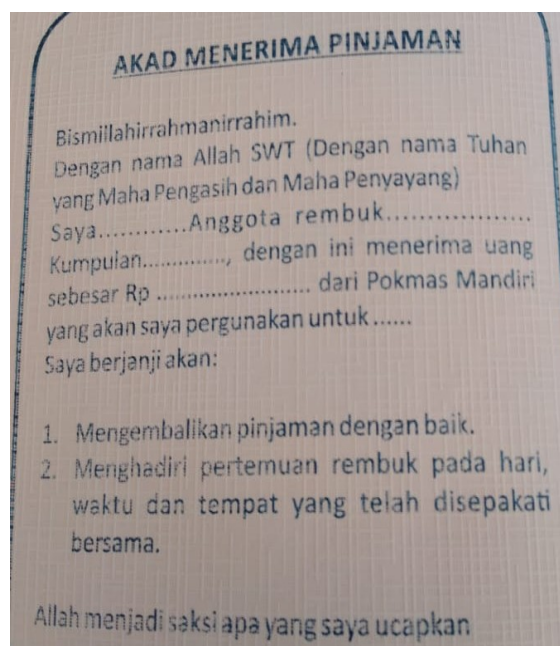 AKAD MENERIMA PINJAMAN
Bismillahirrahmanirrahim.
Dengan nama Allah SWT (Dengan nama Tuhan
yang Maha Pengasih dan Maha Penyayang)
Saya............Anggota rembuk..................
Kumpulan............., dengan ini menerima uang
sebesar Rp ........................ dari Pokmas Mandiri
yang akan saya pergunakan untuk......
Saya berjanji akan:
1. Mengembalikan pinjaman dengan baik.
2. Menghadiri pertemuan rembuk pada hari,
waktu dan tempat yang telah disepakati
bersama.
Allah menjadi saksi apa yang saya ucapkan